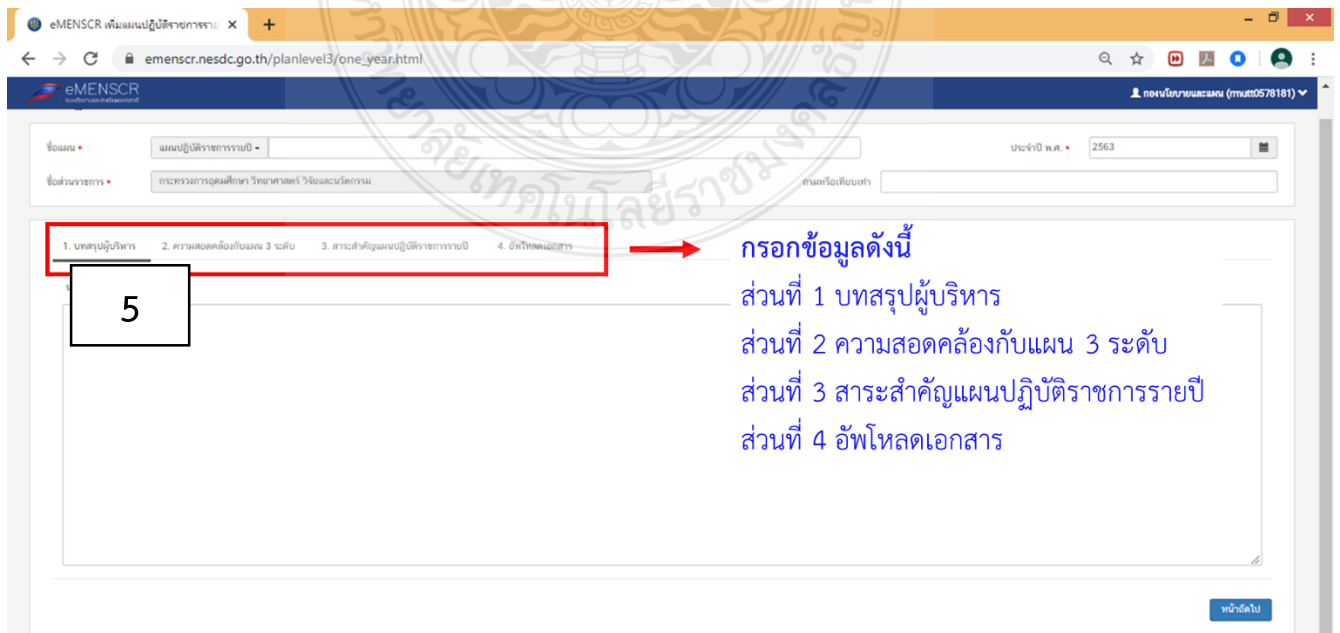 eMENSCR เพิ่มแผนปฏิบัติราชการราย
emenscr.nesdc.go.th/planlevel3/one_year.html
eMENSCR
กองนโยบายและแผน (rmutt0578181)
ชื่อแผน •
แผนปฏิบัติราชการรายปี
ประจำปี พ.ศ. •
2563
ชื่อส่วนราชการ •
กระทรวงการอุดมศึกษา วิทยาศาสตร์ วิจัยและนวัตกรรม
กรมหรือเทียบเท่า
1. บทสรุปผู้บริหาร
2. ความสอดคล้องกับแผน 3 ระดับ
3. สาระสำคัญแผนปฏิบัติราชการรายปี
4. อัพโหลดเอกสาร
5
กรอกข้อมูลดังนี้
ส่วนที่ 1 บทสรุปผู้บริหาร
ส่วนที่ 2 ความสอดคล้องกับแผน 3 ระดับ
ส่วนที่ 3 สาระสำคัญแผนปฏิบัติราชการรายปี
ส่วนที่ 4 อัพโหลดเอกสาร
หน้าถัดไป